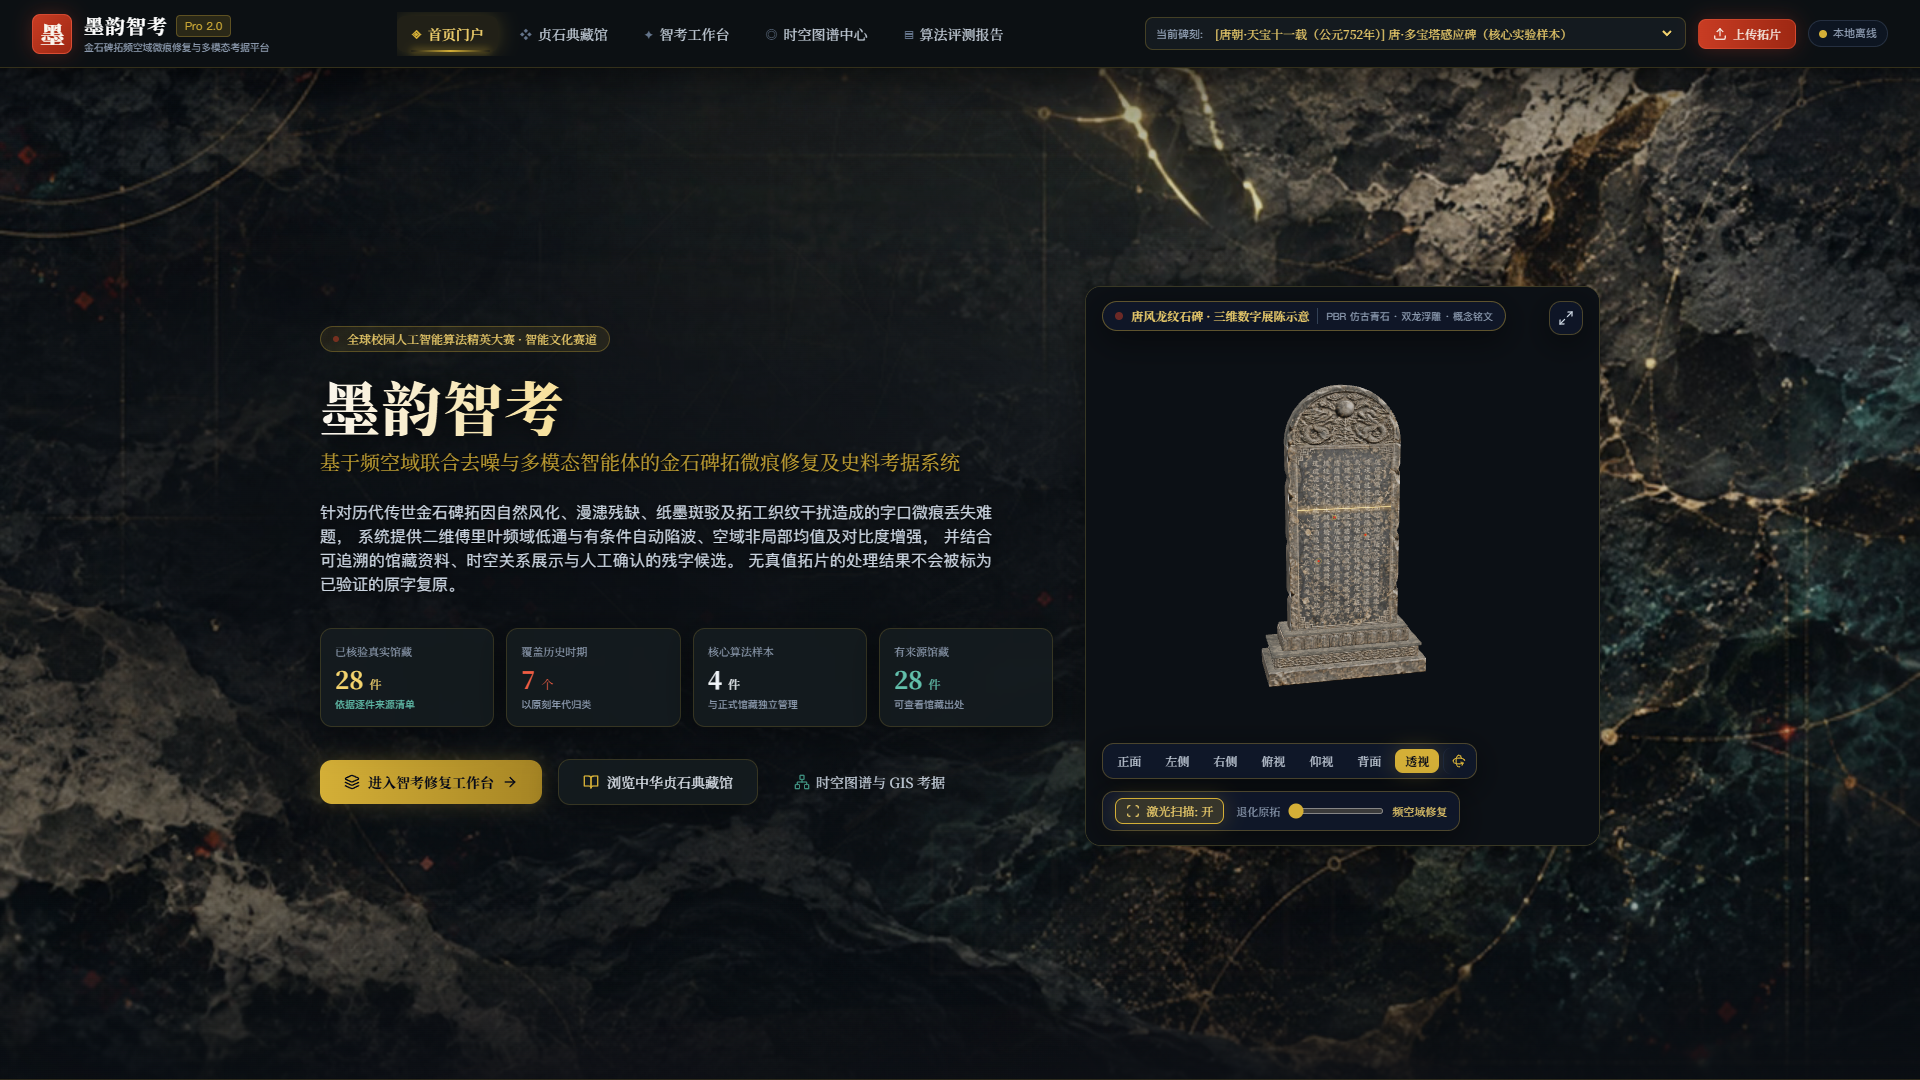 墨
墨韵智考
Pro 2.0
金石碑拓频空域微痕修复与多模态考据平台
首页门户
贞石典藏馆
智考工作台
时空图谱中心
算法评测报告
当前碑刻:
[唐朝·天宝十一载（公元752年）] 唐·多宝塔感应碑（核心实验样本）
上传拓片
本地离线
全球校园人工智能算法精英大赛 · 智能文化赛道
墨韵智考
基于频空域联合去噪与多模态智能体的金石碑拓微痕修复及史料考据系统
针对历代传世金石碑拓因自然风化、漫漶残缺、纸墨斑驳及拓工织纹干扰造成的字口微痕丢失难
题， 系统提供二维傅里叶频域低通与有条件自动陷波、空域非局部均值及对比度增强， 并结合
可追溯的馆藏资料、时空关系展示与人工确认的残字候选。 无真值拓片的处理结果不会被标为
已验证的原字复原。
已核验真实馆藏
28 件
依据逐件来源清单
覆盖历史时期
7 个
以原刻年代归类
核心算法样本
4 件
与正式馆藏独立管理
有来源馆藏
28 件
可查看馆藏出处
进入智考修复工作台
浏览中华贞石典藏馆
时空图谱与 GIS 考据
唐风龙纹石碑 · 三维数字展陈示意
PBR 仿古青石 · 双龙浮雕 · 概念铭文
正面
左侧
右侧
俯视
仰视
背面
透视
激光扫描: 开
退化原拓
频空域修复